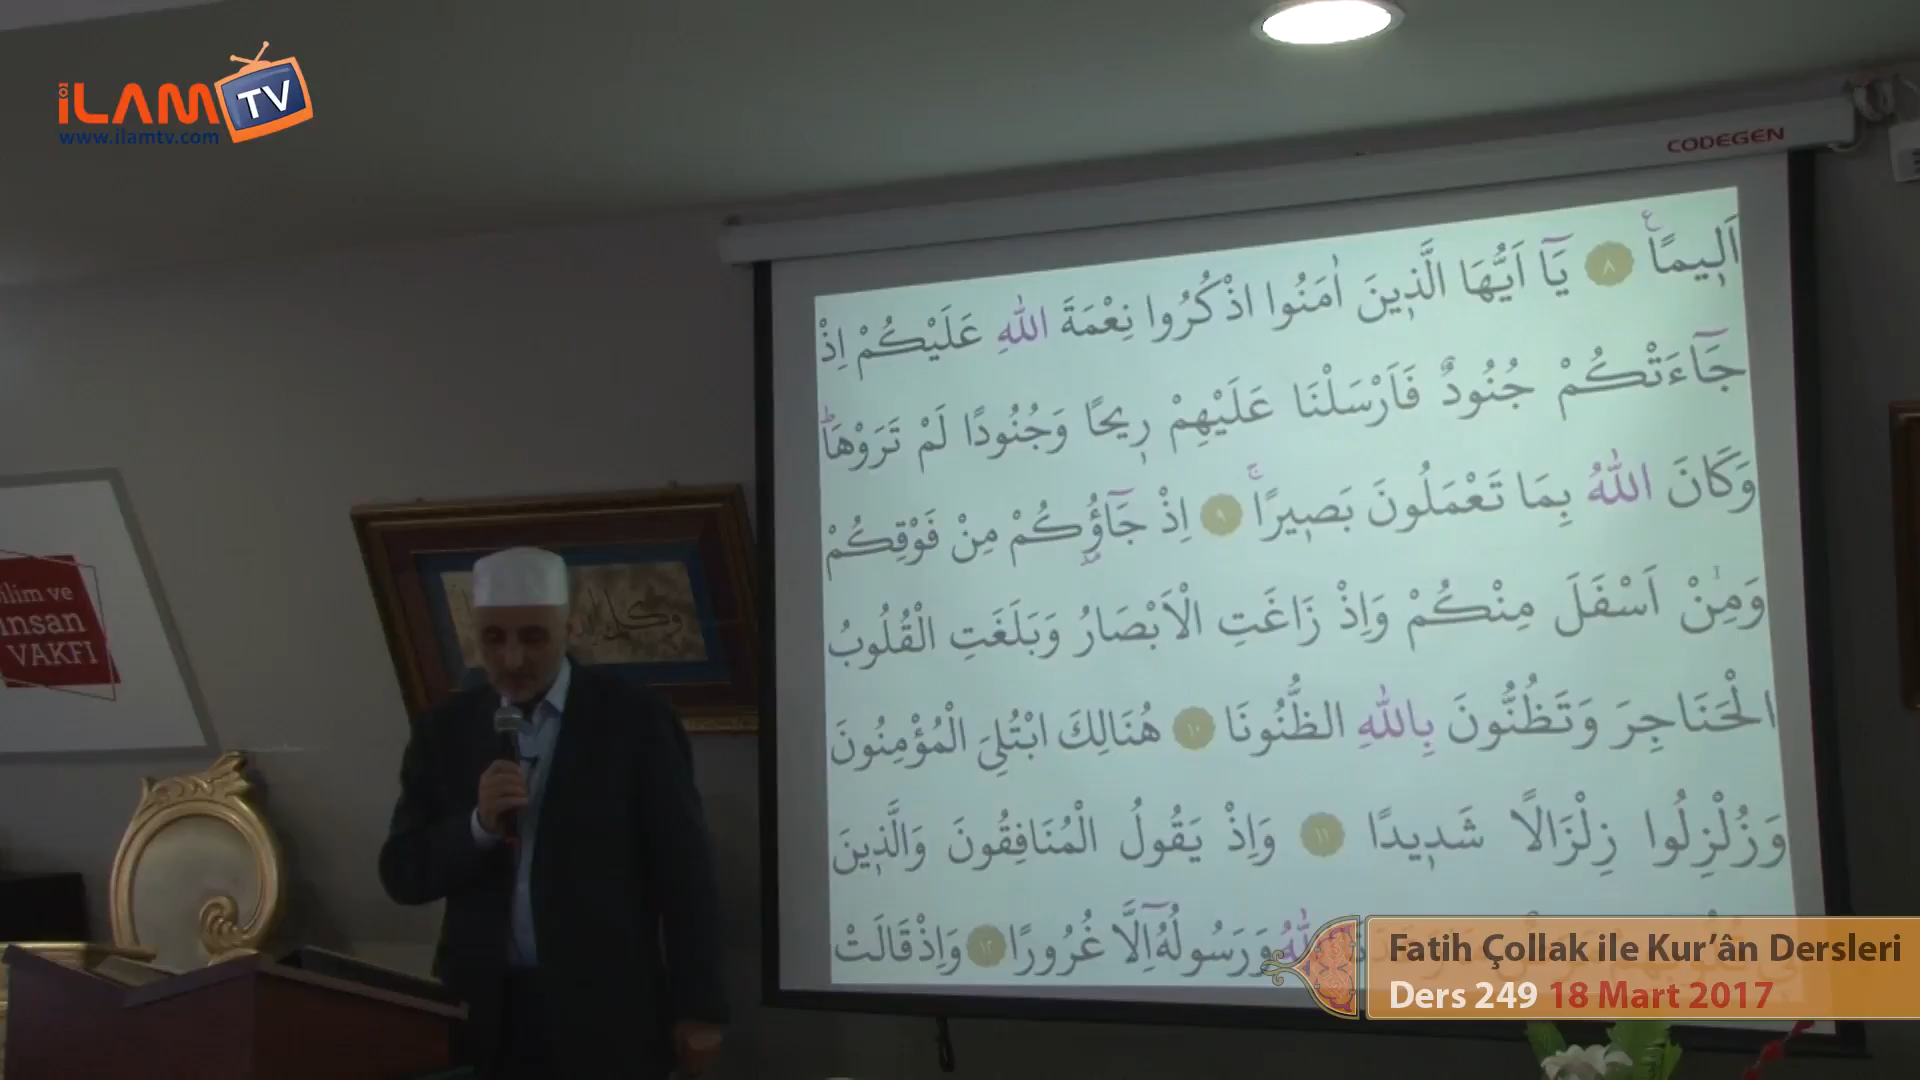 iLAM TV
www.ilamtv.com
CODEGEN
اَل۪يمًاۚ ﴿٨﴾ يَٓا اَيُّهَا الَّذ۪ينَ اٰمَنُوا اذْكُرُوا نِعْمَةَ اللّٰهِ عَلَيْكُمْ اِذْ
جَٓاءَتْكُمْ جُنُودٌ فَاَرْسَلْنَا عَلَيْهِمْ ر۪يحًا وَجُنُودًا لَمْ تَرَوْهَاۜ
وَكَانَ اللّٰهُ بِمَا تَعْمَلُونَ بَص۪يرًاۚ ﴿٩﴾ اِذْ جَٓاؤُ۫كُمْ مِنْ فَوْقِكُمْ
وَمِنْ اَسْفَلَ مِنْكُمْ وَاِذْ زَاغَتِ الْاَبْصَارُ وَبَلَغَتِ الْقُلُوبُ
الْحَنَاجِرَ وَتَظُنُّونَ بِاللّٰهِ الظُّنُونَا ﴿١٠﴾ هُنَالِكَ ابْتُلِيَ الْمُؤْمِنُونَ
وَزُلْزِلُوا زِلْزَالًا شَد۪يدًا ﴿١١﴾ وَاِذْ يَقُولُ الْمُنَافِقُونَ وَالَّذ۪ينَ
وَرَسُولُهُٓ اِلَّا غُرُورًا ﴿١٢﴾ وَاِذْ قَالَتْ
ilim ve
insan
VAKFI
Fatih Çollak ile Kur'ân Dersleri
Ders 249 18 Mart 2017